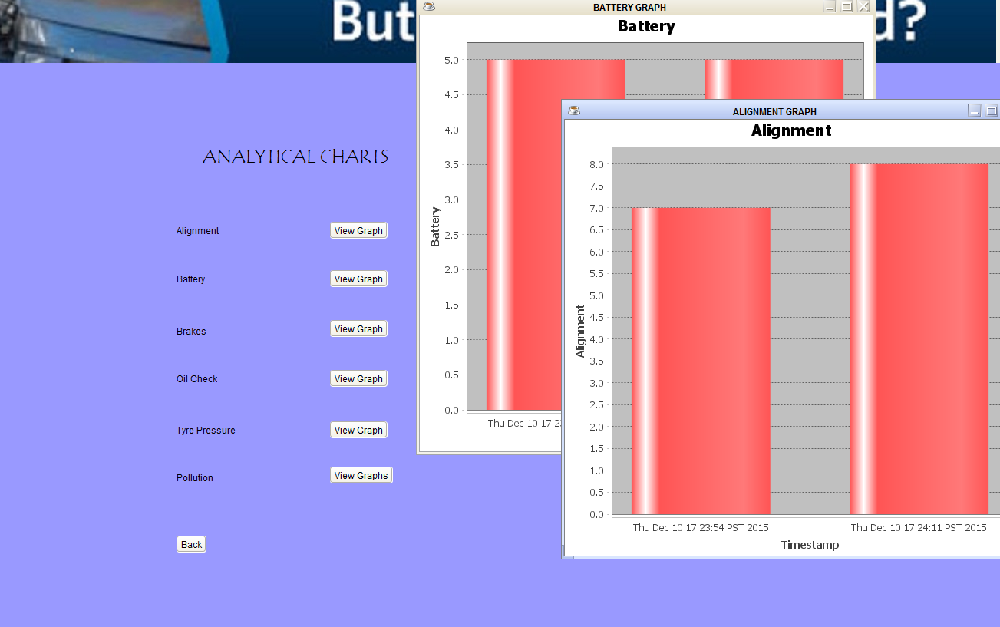 But
d?
ANALYTICAL CHARTS
Alignment
View Graph
Battery
View Graph
Brakes
View Graph
Oil Check
View Graph
Tyre Pressure
View Graph
Pollution
View Graphs
Back
BATTERY GRAPH
Battery
5.0
4.5
4.0
3.5
3.0
2.5
2.0
1.5
1.0
0.5
0.0
Battery
Thu Dec 10 17:23
ALIGNMENT GRAPH
Alignment
8.0
7.5
7.0
6.5
6.0
5.5
5.0
4.5
4.0
3.5
3.0
2.5
2.0
1.5
1.0
0.5
0.0
Alignment
Thu Dec 10 17:23:54 PST 2015
Thu Dec 10 17:24:11 PST 2015
Timestamp